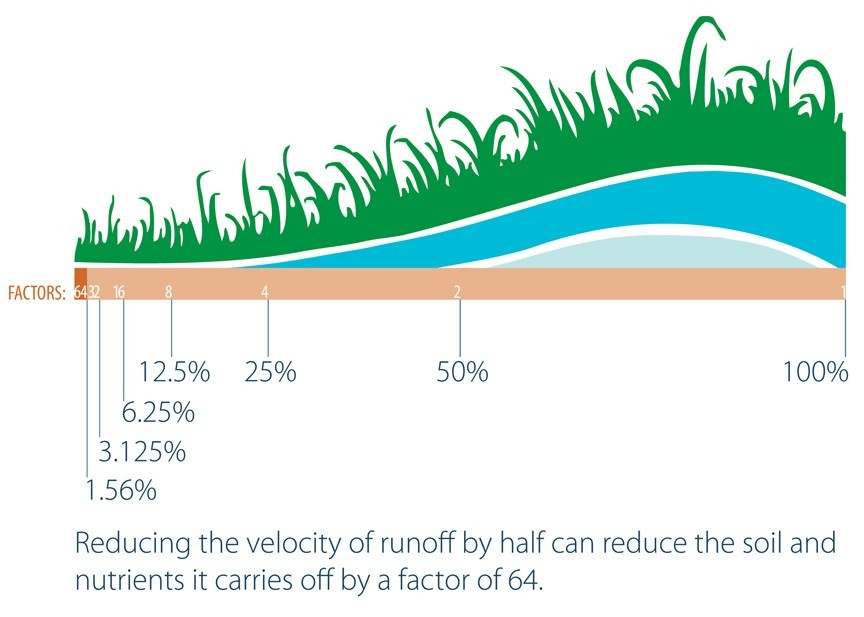 FACTORS: 64 32 16 8 4 2 1
12.5% 25% 50% 100%
6.25%
3.125%
1.56%
Reducing the velocity of runoff by half can reduce the soil and
nutrients it carries off by a factor of 64.